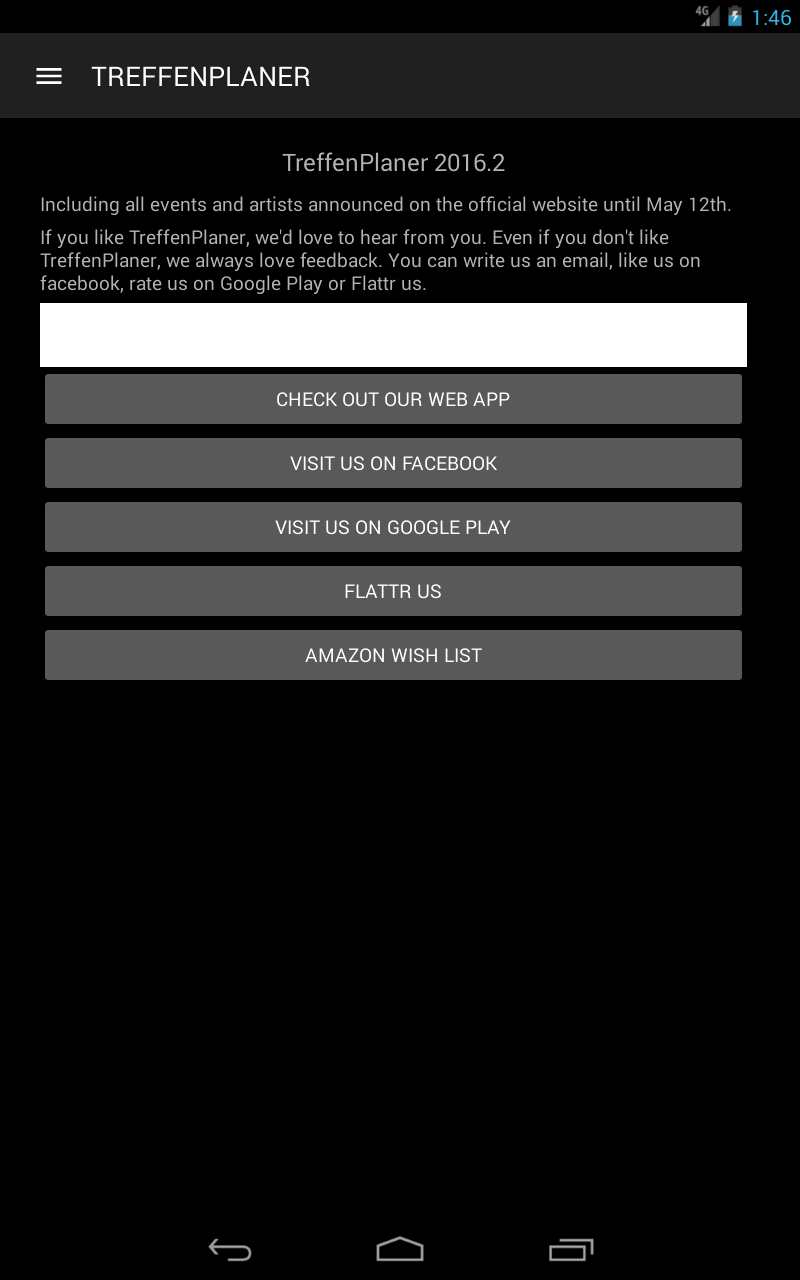 4G 1:46
TREFFENPLANER
TreffenPlaner 2016.2
Including all events and artists announced on the official website until May 12th.
If you like TreffenPlaner, we'd love to hear from you. Even if you don't like
TreffenPlaner, we always love feedback. You can write us an email, like us on
facebook, rate us on Google Play or Flattr us.
CHECK OUT OUR WEB APP
VISIT US ON FACEBOOK
VISIT US ON GOOGLE PLAY
FLATTR US
AMAZON WISH LIST